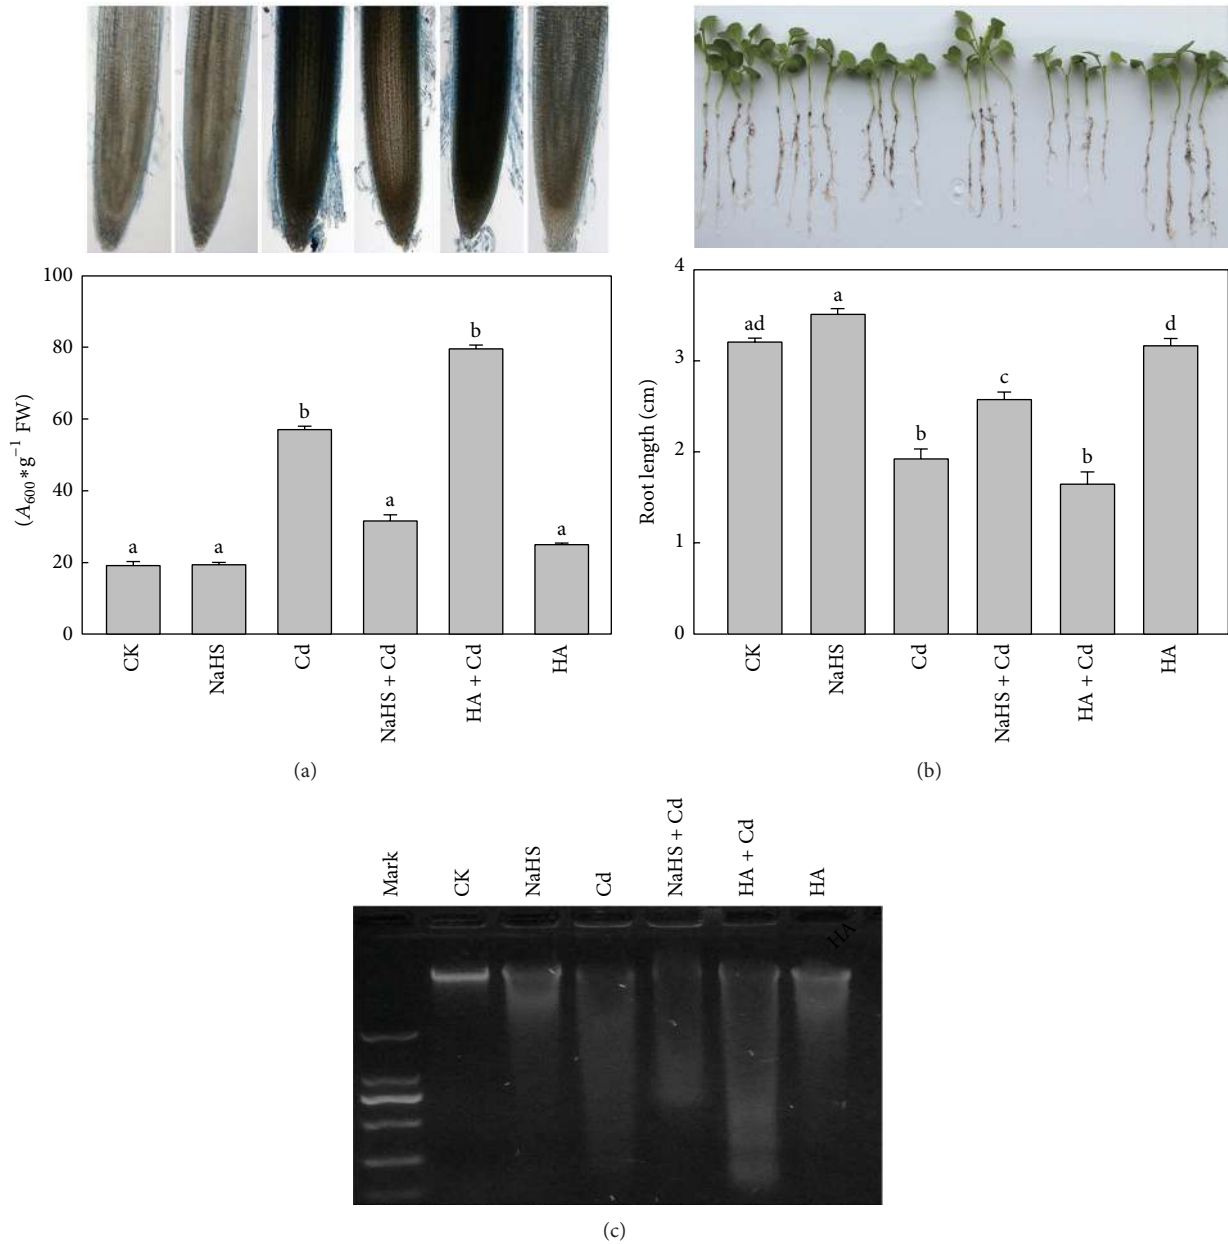 100
80
60
40
20
0
(A₆₀₀*g⁻¹ FW)
a
a
b
a
b
a
CK
NaHS
Cd
NaHS + Cd
HA + Cd
HA
(a)
4
3
2
1
0
Root length (cm)
ad
a
b
c
b
d
CK
NaHS
Cd
NaHS + Cd
HA + Cd
HA
(b)
Mark
CK
NaHS
Cd
NaHS + Cd
HA + Cd
HA
HA
(c)